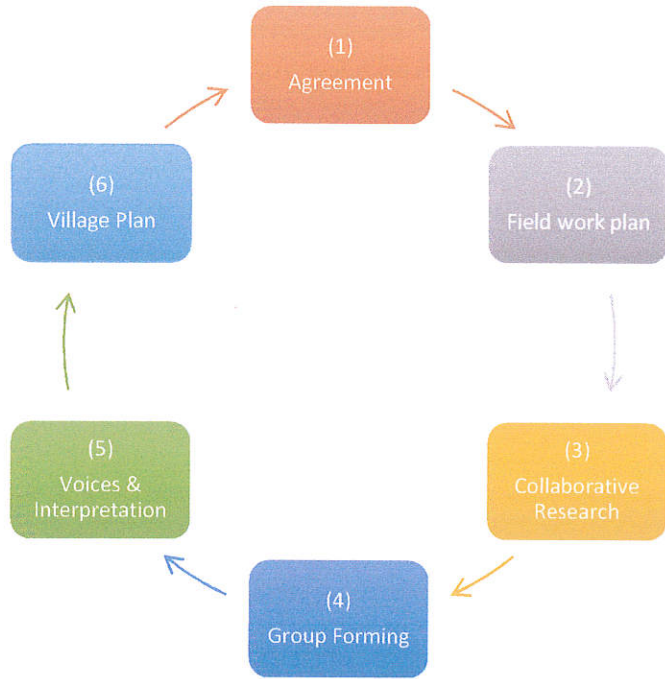 (1)
Agreement
(2)
Field work plan
(3)
Collaborative
Research
(4)
Group Forming
(5)
Voices &
Interpretation
(6)
Village Plan